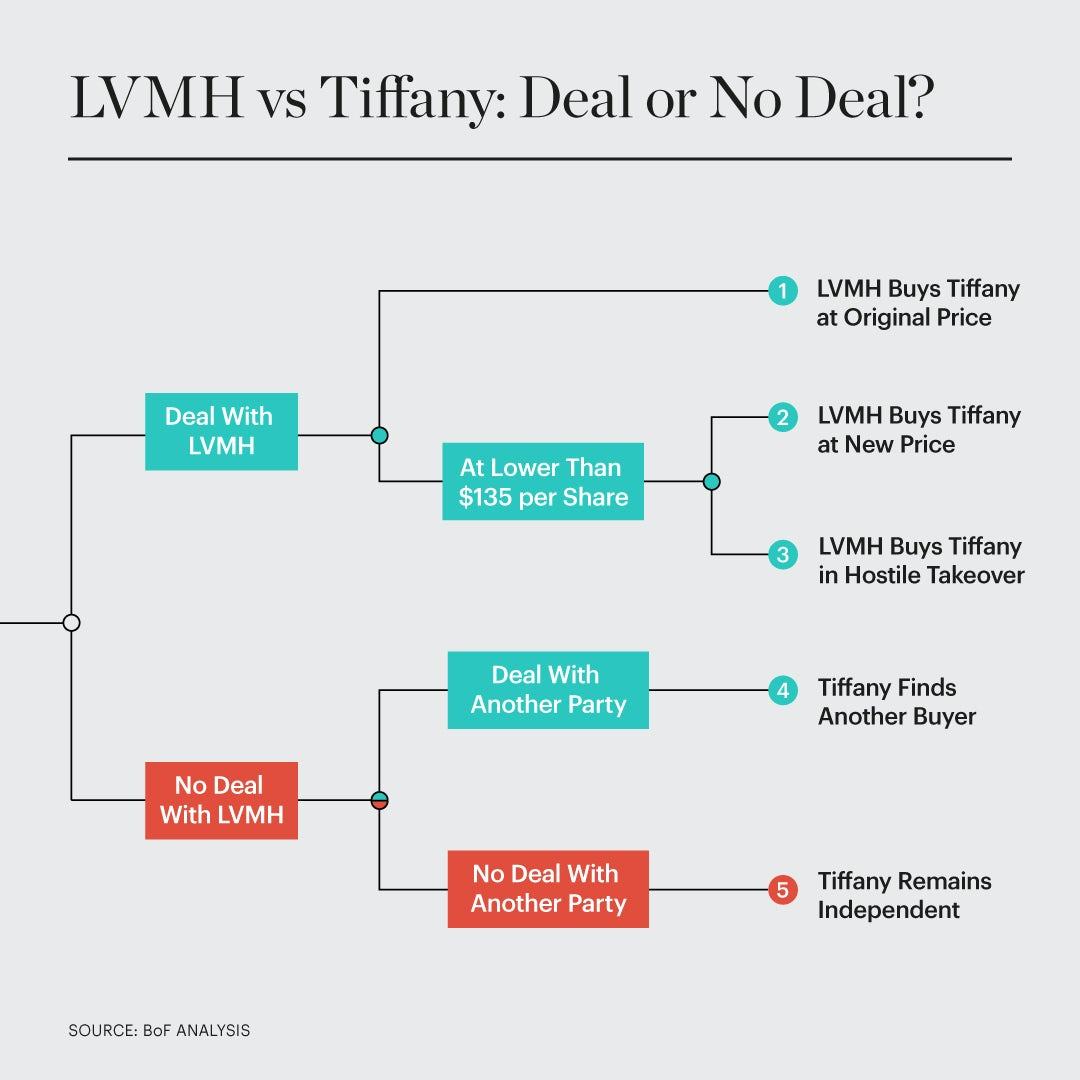 LVMH vs Tiffany: Deal or No Deal?
1
LVMH Buys Tiffany
at Original Price
Deal With
LVMH
At Lower Than
$135 per Share
2
LVMH Buys Tiffany
at New Price
3
LVMH Buys Tiffany
in Hostile Takeover
Deal With
Another Party
4
Tiffany Finds
Another Buyer
No Deal
With LVMH
No Deal With
Another Party
5
Tiffany Remains
Independent
SOURCE: BoF ANALYSIS